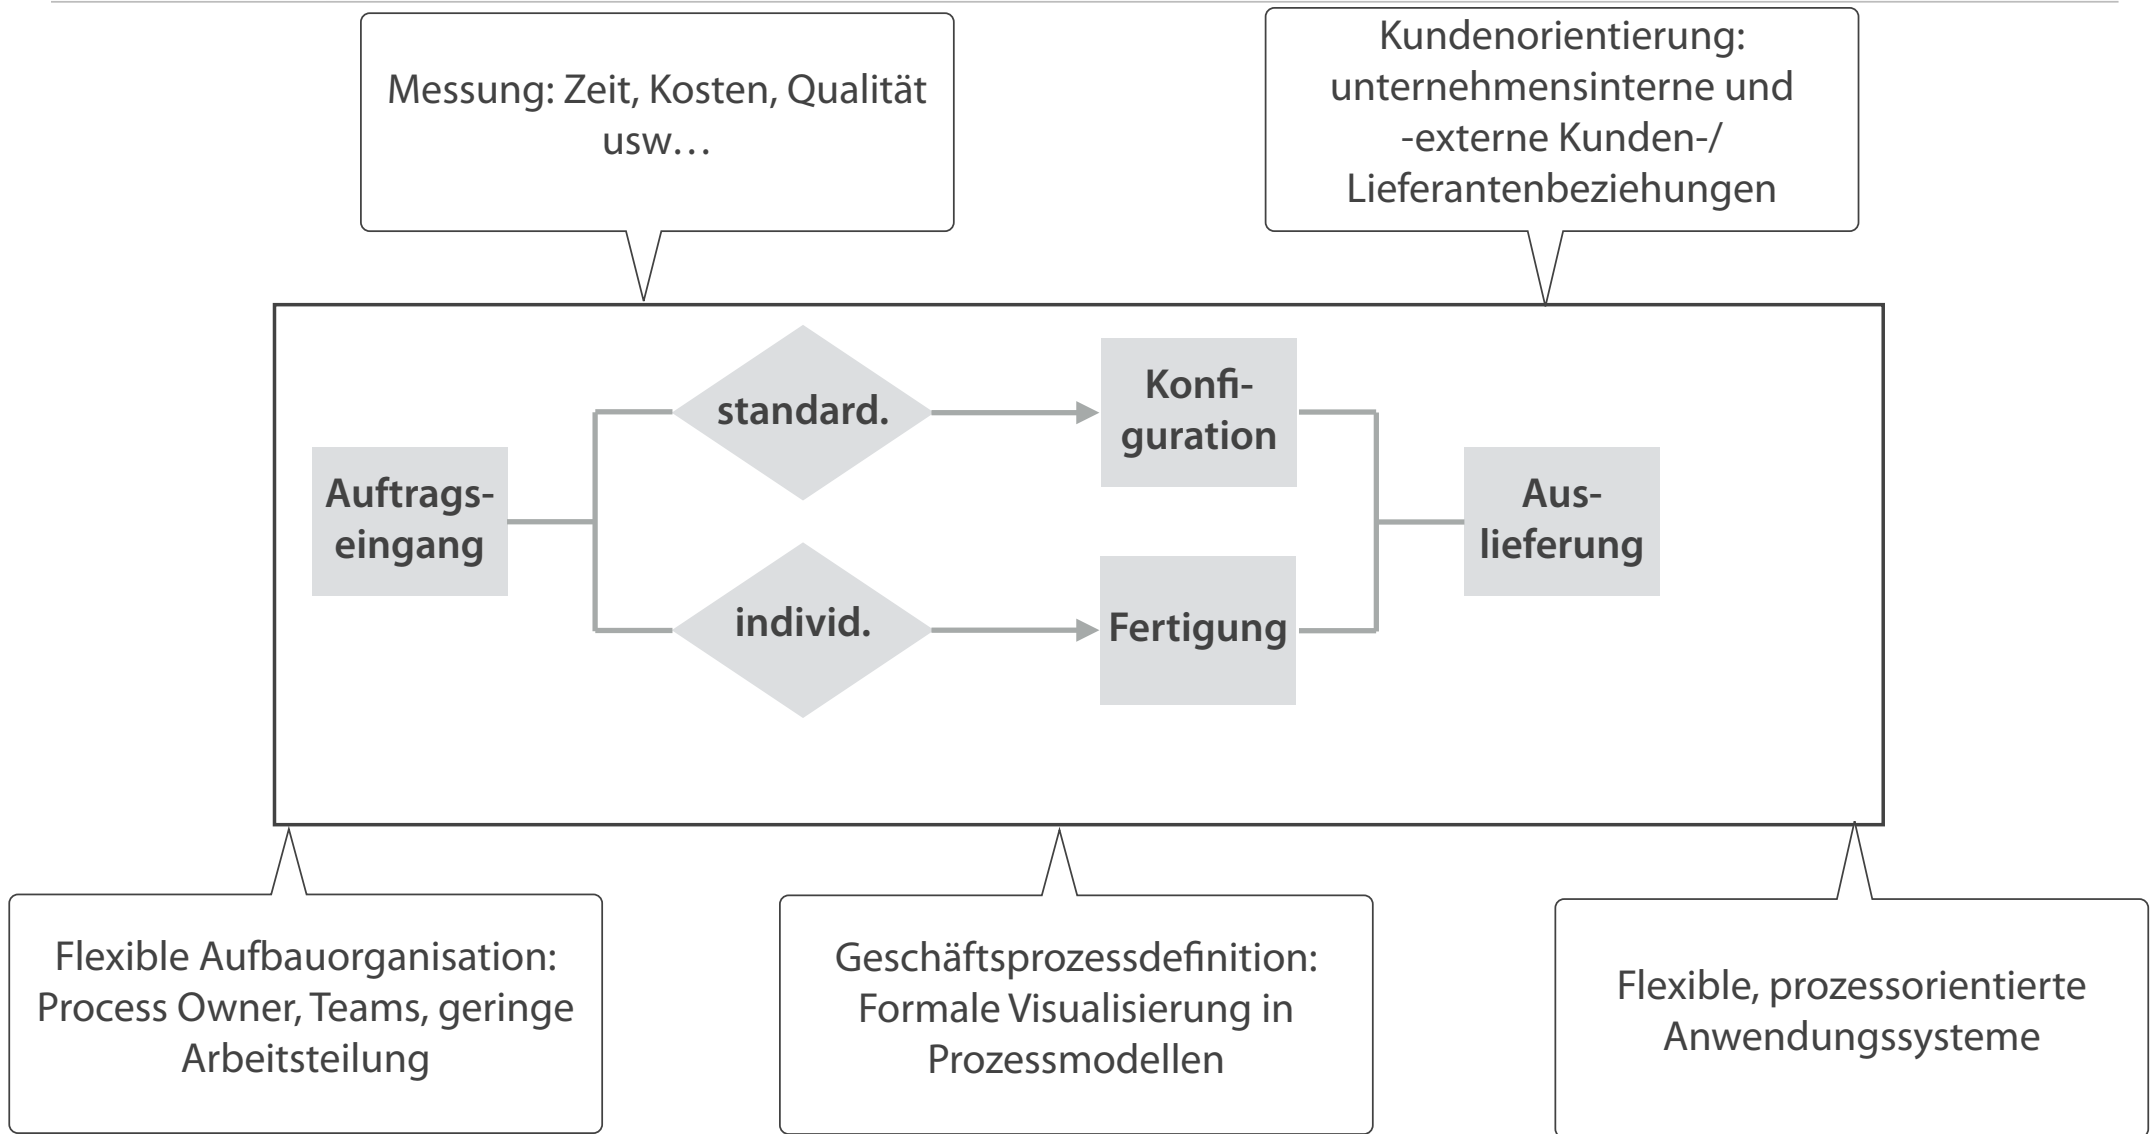 Messung: Zeit, Kosten, Qualität
usw…
Kundenorientierung:
unternehmensinterne und
-externe Kunden-/
Lieferantenbeziehungen
Auftrags-
eingang
standard.
individ.
Konfi-
guration
Fertigung
Aus-
lieferung
Flexible Aufbauorganisation:
Process Owner, Teams, geringe
Arbeitsteilung
Geschäftsprozessdefinition:
Formale Visualisierung in
Prozessmodellen
Flexible, prozessorientierte
Anwendungssysteme